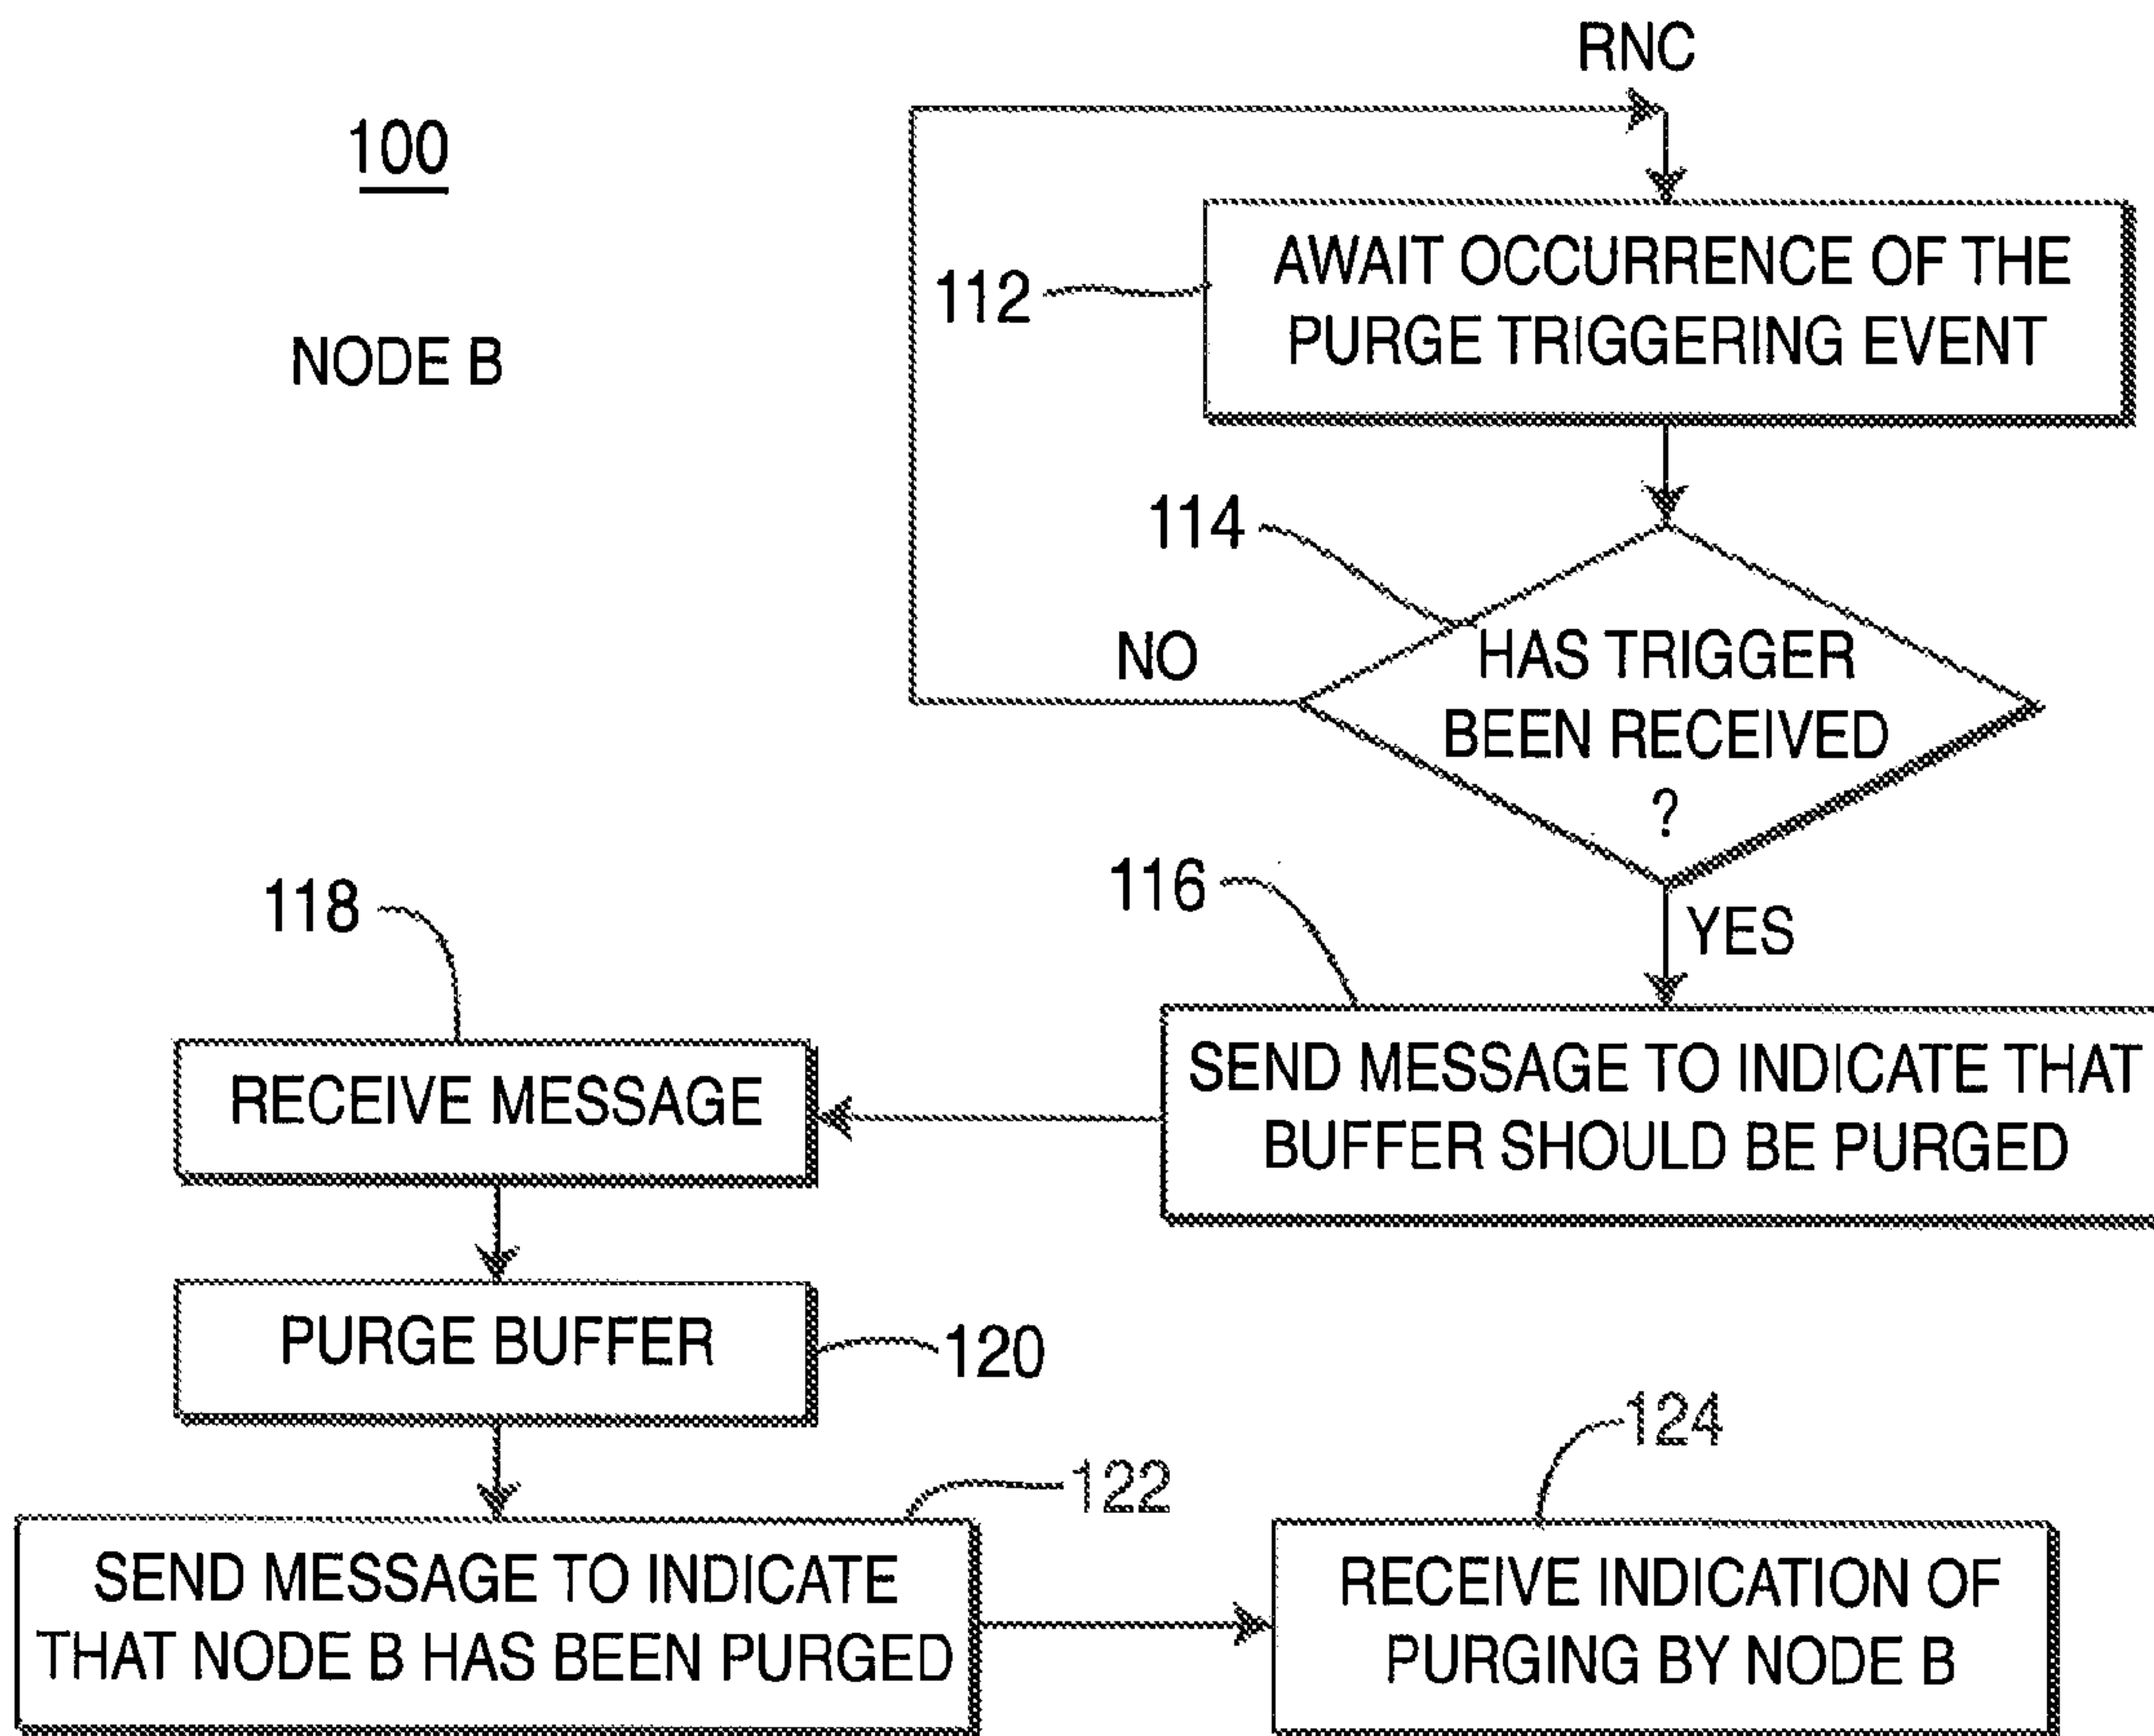 RNC
100
NODE B
112
AWAIT OCCURRENCE OF THE
PURGE TRIGGERING EVENT
114
NO
HAS TRIGGER
BEEN RECEIVED
?
YES
116
SEND MESSAGE TO INDICATE THAT
BUFFER SHOULD BE PURGED
118
RECEIVE MESSAGE
PURGE BUFFER
120
122
SEND MESSAGE TO INDICATE
THAT NODE B HAS BEEN PURGED
124
RECEIVE INDICATION OF
PURGING BY NODE B